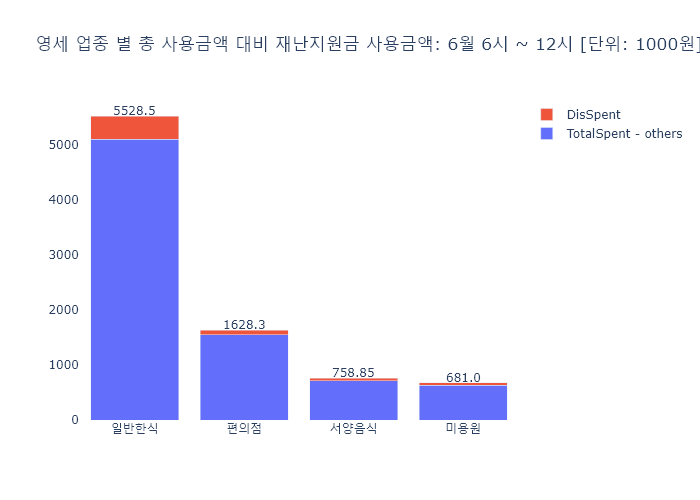 영세 업종 별 총 사용금액 대비 재난지원금 사용금액: 6월 6시 ~ 12시 [단위: 1000원]
DisSpent
TotalSpent - others
5528.5
1628.3
758.85
681.0
5000
4000
3000
2000
1000
0
일반한식
편의점
서양음식
미용원